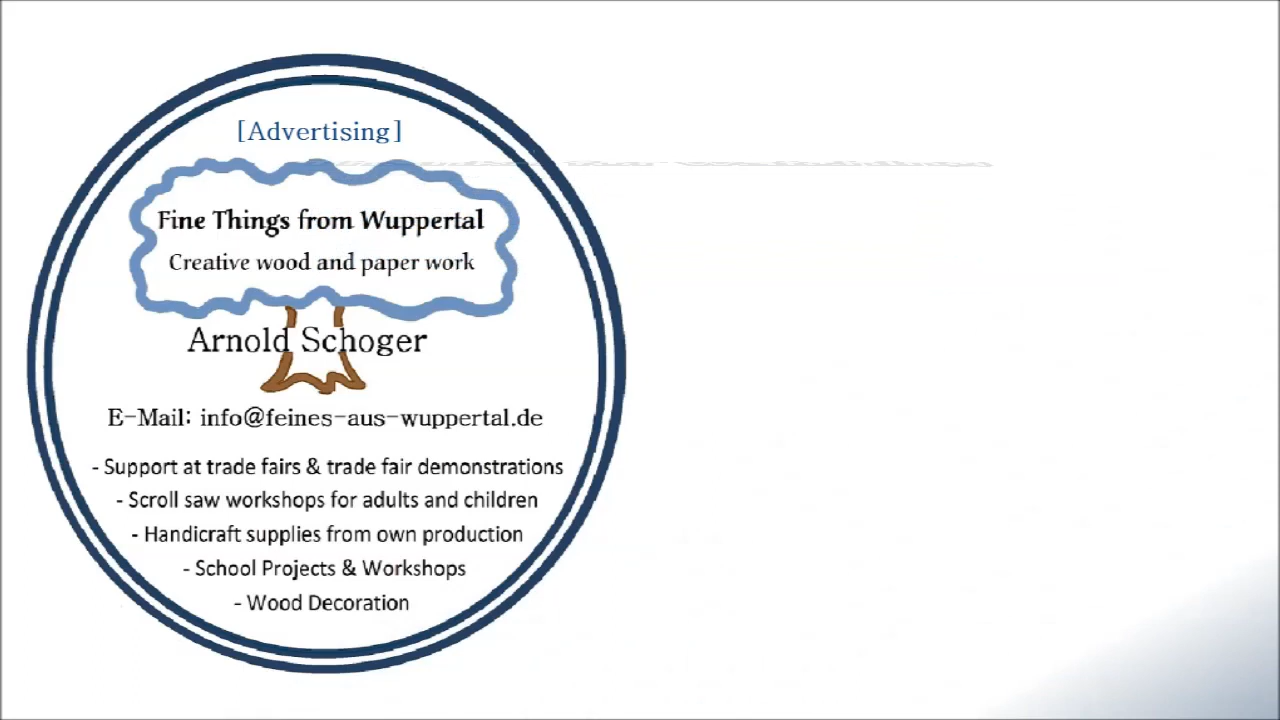 [Advertising]
Fine Things from Wuppertal
Creative wood and paper work
Arnold Schoger
E-Mail: info@feines-aus-wuppertal.de
- Support at trade fairs & trade fair demonstrations
- Scroll saw workshops for adults and children
- Handicraft supplies from own production
- School Projects & Workshops
- Wood Decoration